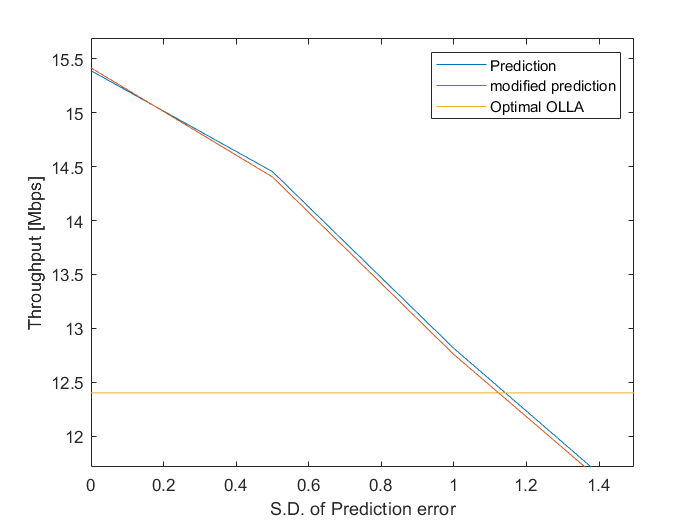 15.5
15
14.5
14
13.5
13
12.5
12
Throughput [Mbps]
Prediction
modified prediction
Optimal OLLA
0 0.2 0.4 0.6 0.8 1 1.2 1.4
S.D. of Prediction error